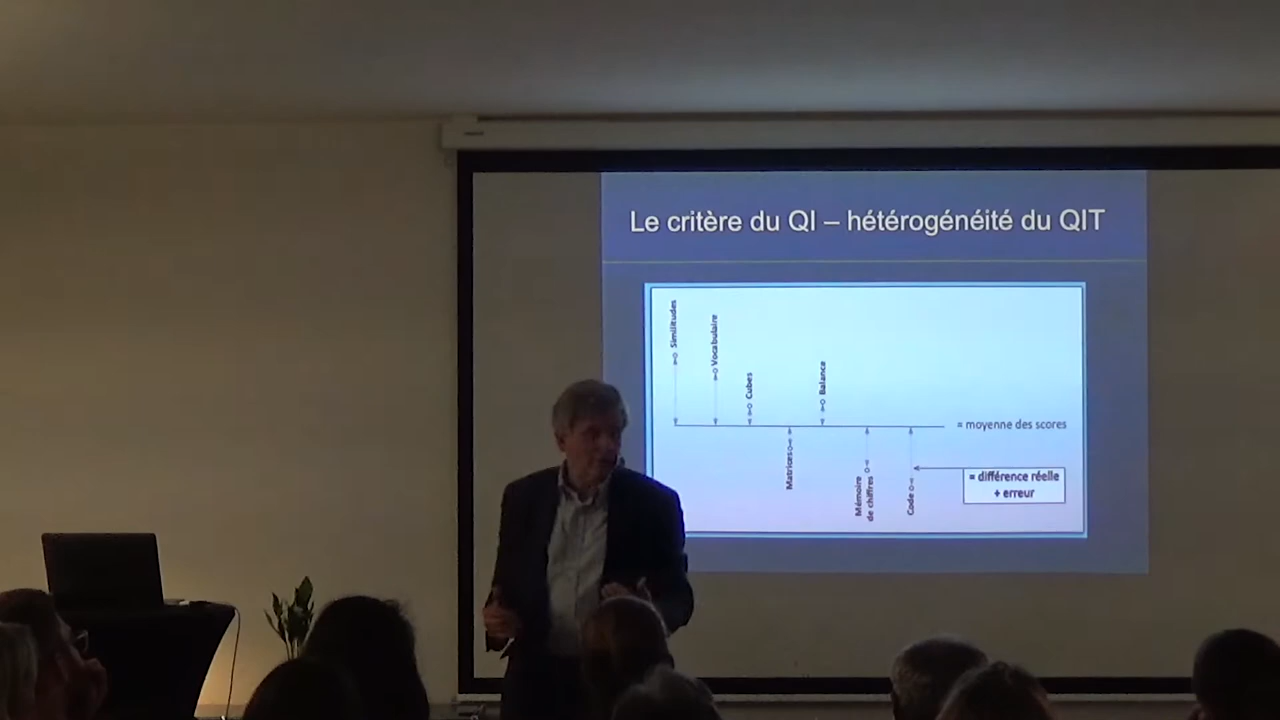 Le critère du QI – hétérogénéité du QIT
Similitudes
Vocabulaire
Cubes
Matrices
Balance
Mémoire
de chiffres
Code
= moyenne des scores
= différence réelle
+ erreur